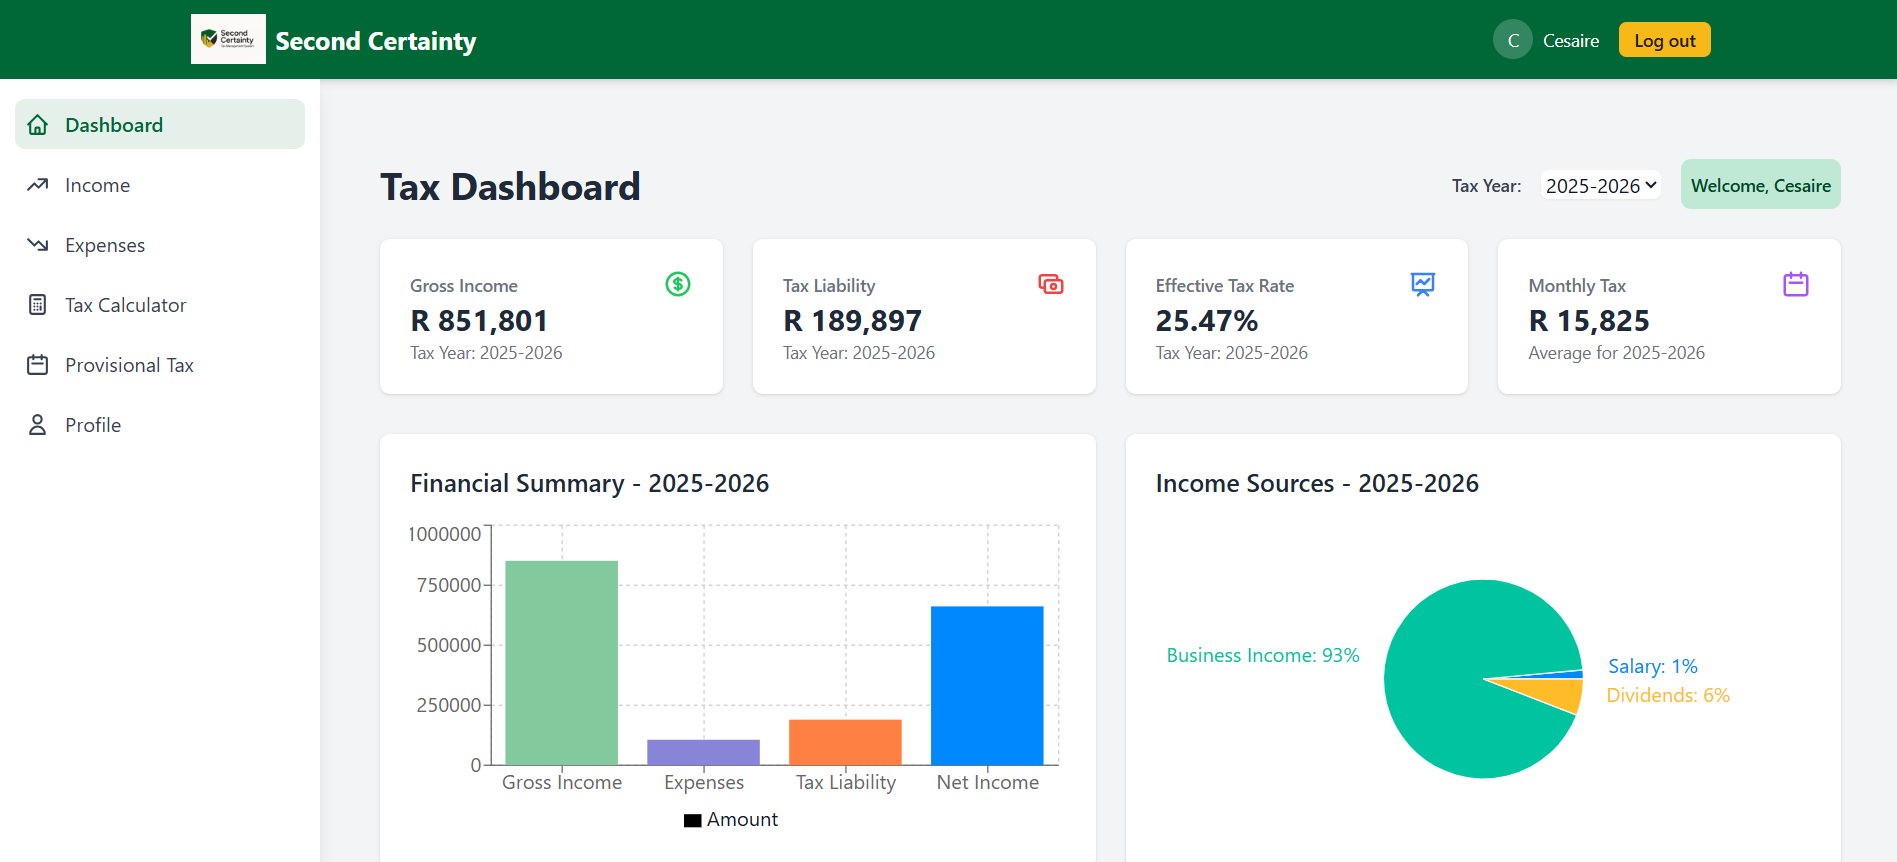 Second
Certainty
Tax Management System
Second Certainty
C
Cesaire
Log out
Dashboard
Income
Expenses
Tax Calculator
Provisional Tax
Profile
Tax Dashboard
Tax Year:
2025-2026
Welcome, Cesaire
Gross Income
R 851,801
Tax Year: 2025-2026
Tax Liability
R 189,897
Tax Year: 2025-2026
Effective Tax Rate
25.47%
Tax Year: 2025-2026
Monthly Tax
R 15,825
Average for 2025-2026
Financial Summary - 2025-2026
1000000
750000
500000
250000
0
Gross Income
Expenses
Tax Liability
Net Income
Amount
Income Sources - 2025-2026
Business Income: 93%
Salary: 1%
Dividends: 6%